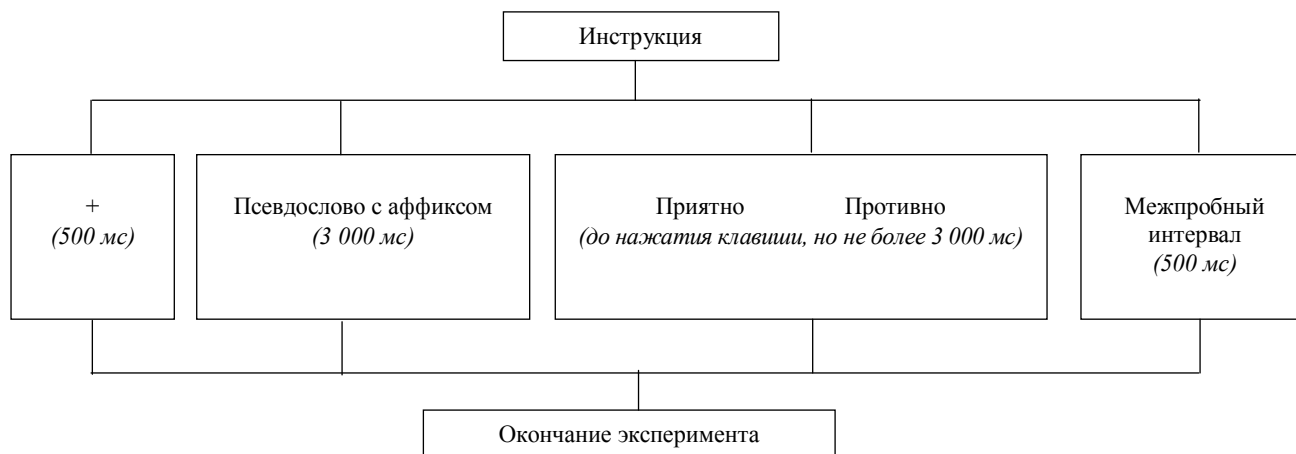 Инструкция
+
(500 мс)
Псевдослово с аффиксом
(3 000 мс)
Приятно Противно
(до нажатия клавиши, но не более 3 000 мс)
Межпробный
интервал
(500 мс)
Окончание эксперимента